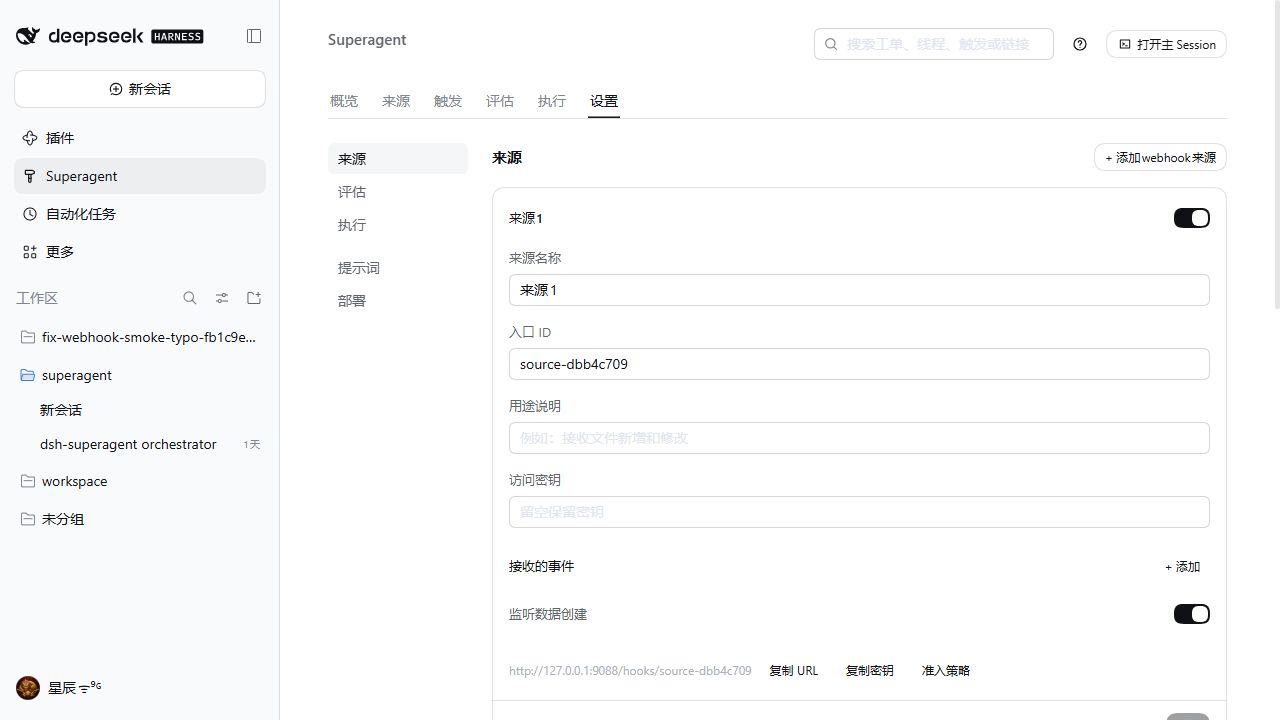 deepseek HARNESS
新会话
插件
Superagent
自动化任务
更多
工作区
fix-webhook-smoke-typo-fb1c9e...
superagent
新会话
dsh-superagent orchestrator 1天
workspace
未分组
星辰
Superagent
搜索工单、线程、触发或链接
打开主 Session
概览 来源 触发 评估 执行 设置
来源
评估
执行
提示词
部署
来源
+ 添加webhook来源
来源1
来源名称
来源1
入口 ID
source-dbb4c709
用途说明
例如：接收文件新增和修改
访问密钥
留空保留密钥
接收的事件 + 添加
监听数据创建
http://127.0.0.1:9088/hooks/source-dbb4c709 复制 URL 复制密钥 准入策略